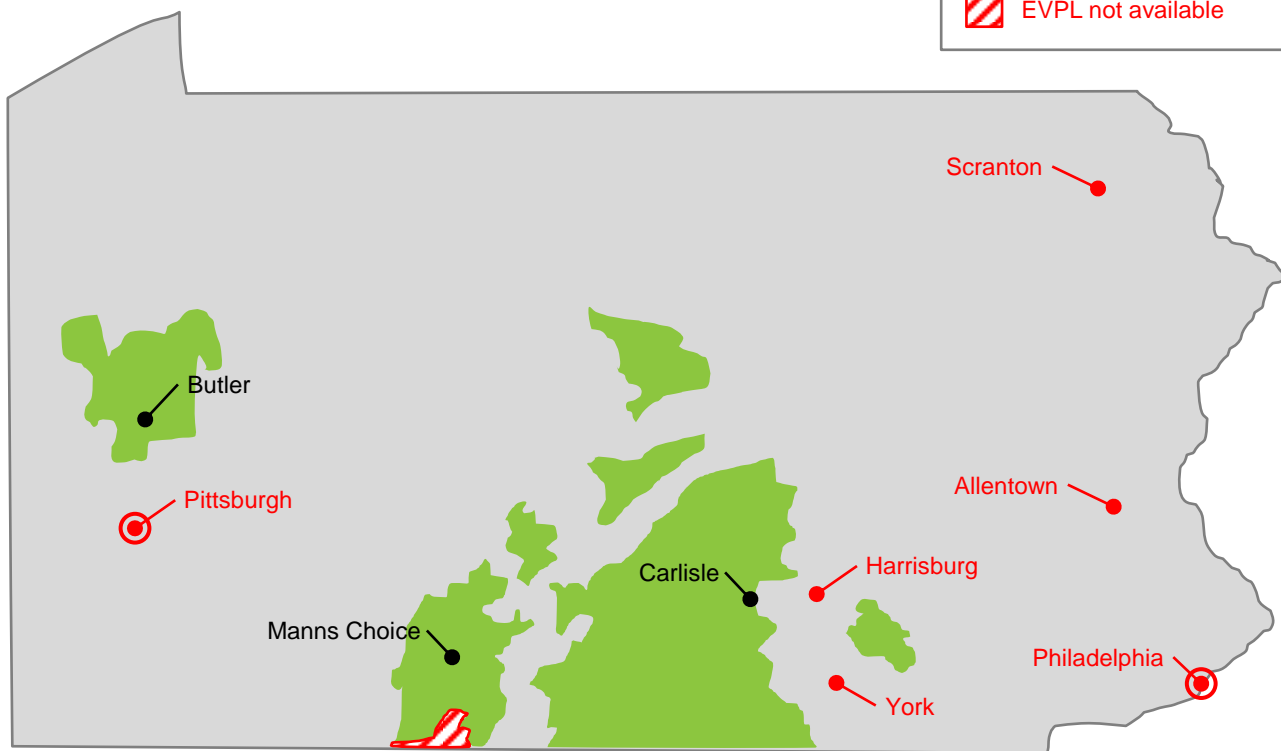 EVPL not available
Scranton
Butler
Pittsburgh
Allentown
Harrisburg
Carlisle
Manns Choice
Philadelphia
York